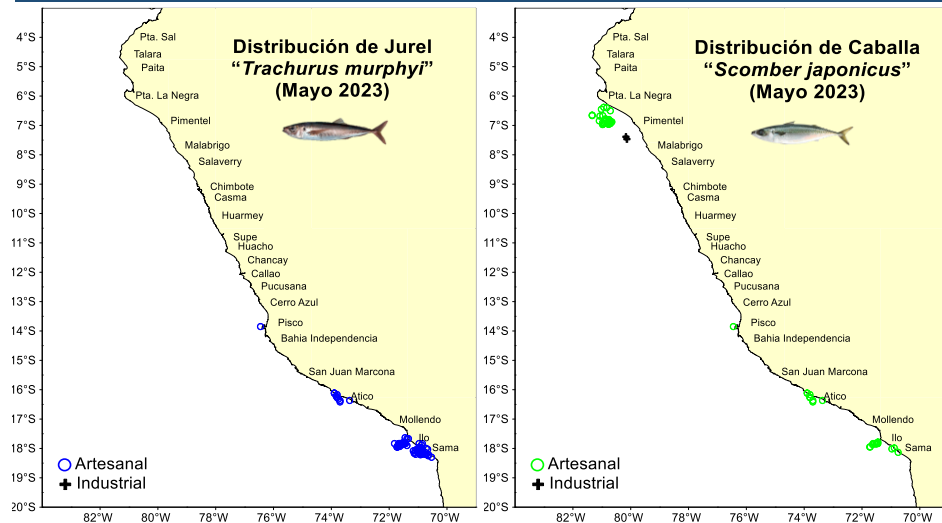 Distribución de Jurel
“Trachurus murphyi”
(Mayo 2023)
4°S
5°S
6°S
7°S
8°S
9°S
10°S
11°S
12°S
13°S
14°S
15°S
16°S
17°S
18°S
19°S
20°S
Pta. Sal
Talara
Paita
Pta. La Negra
Pimentel
Malabrigo
Salaverry
Chimbote
Casma
Huarmey
Supe
Huacho
Chancay
Callao
Pucusana
Cerro Azul
Pisco
Bahia Independencia
San Juan Marcona
Atico
Mollendo
Ilo
Sama
Artesanal
Industrial
82°W
80°W
78°W
76°W
74°W
72°W
70°W
Distribución de Caballa
“Scomber japonicus”
(Mayo 2023)
4°S
5°S
6°S
7°S
8°S
9°S
10°S
11°S
12°S
13°S
14°S
15°S
16°S
17°S
18°S
19°S
20°S
Pta. Sal
Talara
Paita
Pta. La Negra
Pimentel
Malabrigo
Salaverry
Chimbote
Casma
Huarmey
Supe
Huacho
Chancay
Callao
Pucusana
Cerro Azul
Pisco
Bahia Independencia
San Juan Marcona
Atico
Mollendo
Ilo
Sama
Artesanal
Industrial
82°W
80°W
78°W
76°W
74°W
72°W
70°W